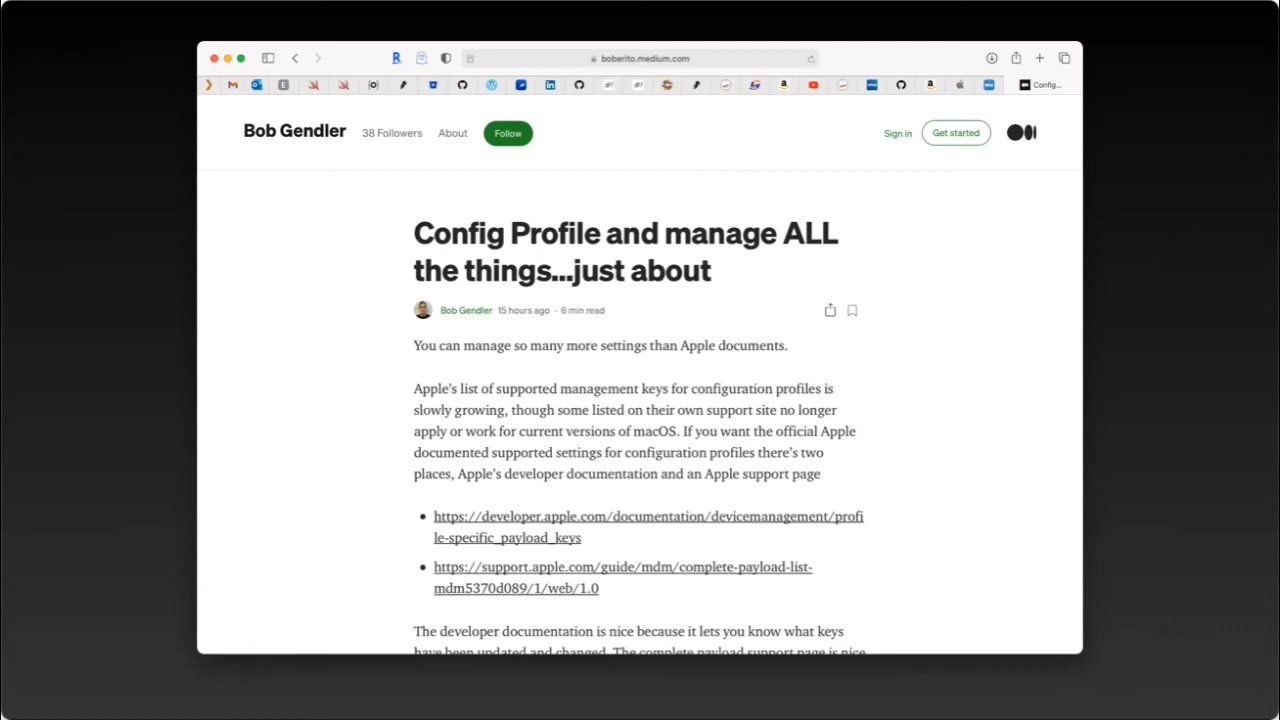 boberito.medium.com
Config...
Bob Gendler 38 Followers About Follow Sign in Get started
Config Profile and manage ALL
the things...just about
Bob Gendler 15 hours ago · 6 min read
You can manage so many more settings than Apple documents.
Apple's list of supported management keys for configuration profiles is
slowly growing, though some listed on their own support site no longer
apply or work for current versions of macOS. If you want the official Apple
documented supported settings for configuration profiles there's two
places, Apple's developer documentation and an Apple support page
• https://developer.apple.com/documentation/devicemanagement/profi
le-specific_payload_keys
• https://support.apple.com/guide/mdm/complete-payload-list-
mdm5370d089/1/web/1.0
The developer documentation is nice because it lets you know what keys
have been updated and changed. The complete payload support page is nice